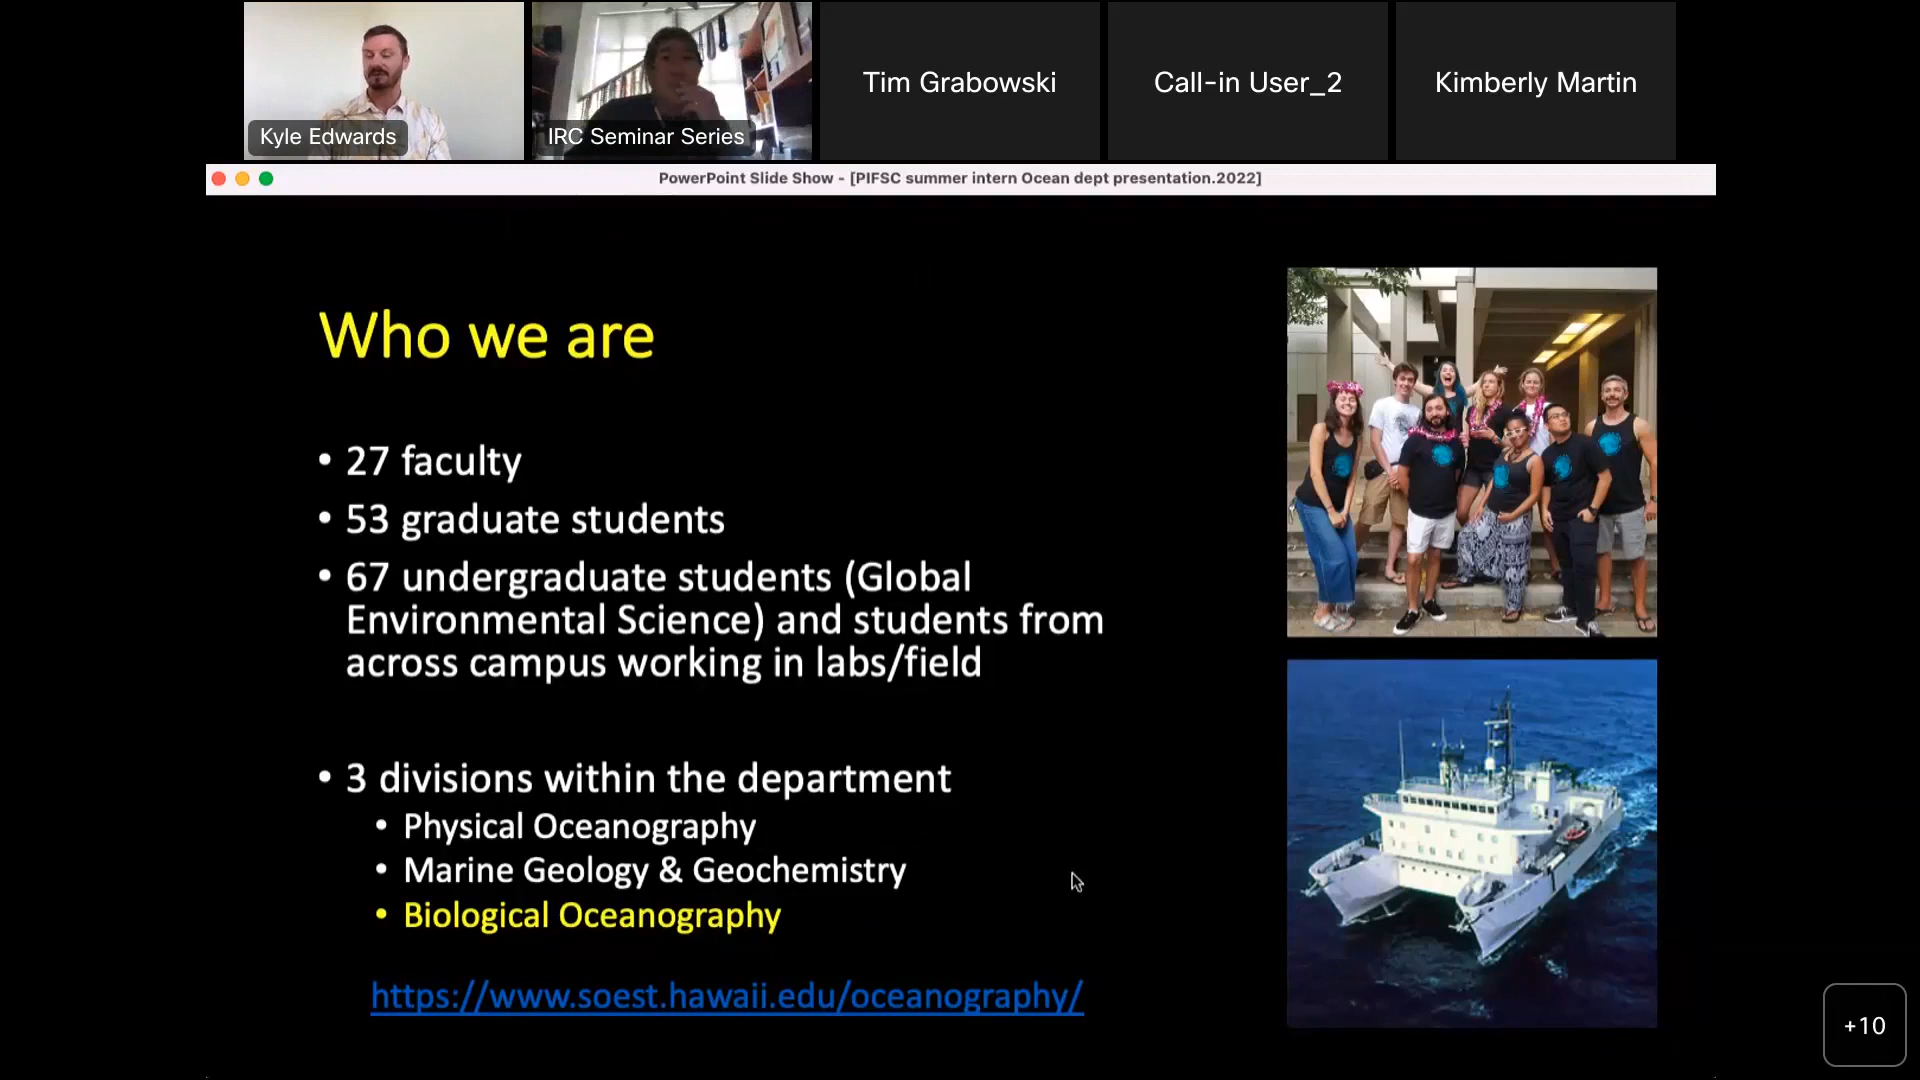 Kyle Edwards
IRC Seminar Series
Tim Grabowski
Call-in User_2
Kimberly Martin
PowerPoint Slide Show - [PIFSC summer intern Ocean dept presentation.2022]
Who we are
• 27 faculty
• 53 graduate students
• 67 undergraduate students (Global
Environmental Science) and students from
across campus working in labs/field
• 3 divisions within the department
• Physical Oceanography
• Marine Geology & Geochemistry
• Biological Oceanography
https://www.soest.hawaii.edu/oceanography/
+10